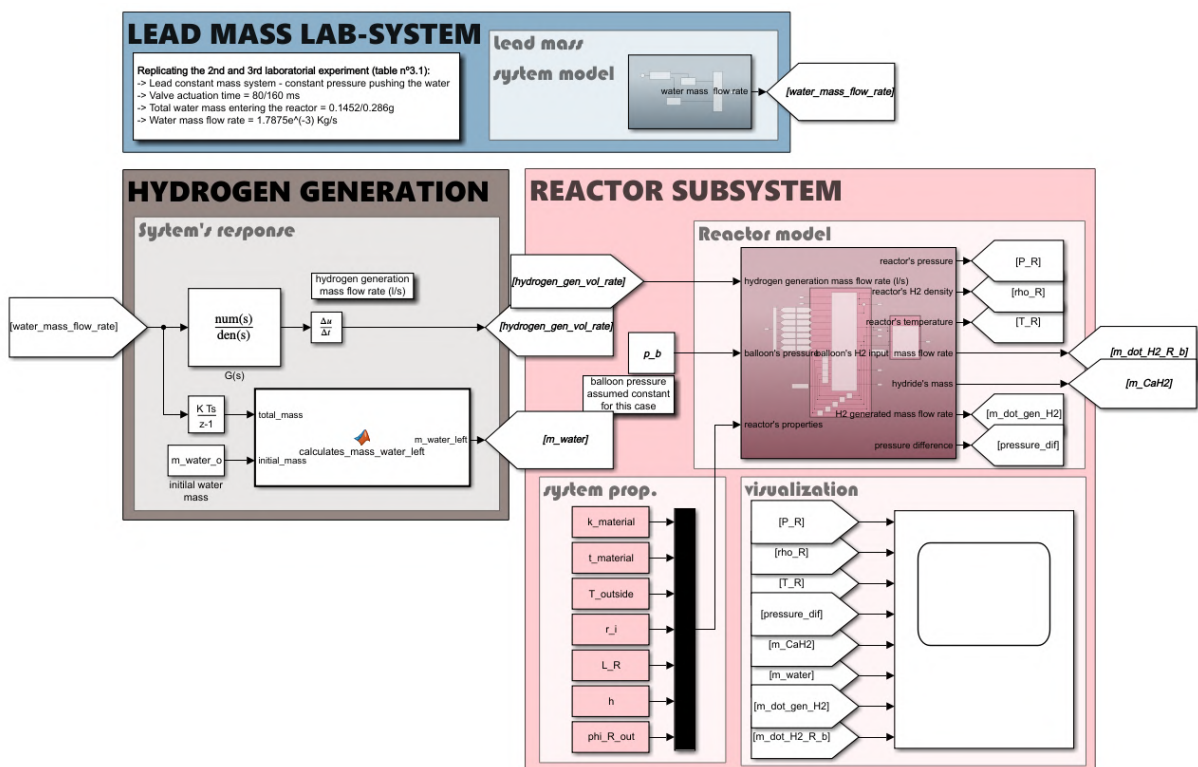 LEAD MASS LAB-SYSTEM
Replicating the 2nd and 3rd laboratorial experiment (table nº3.1):
-> Lead constant mass system - constant pressure pushing the water
-> Valve actuation time = 80/160 ms
-> Total water mass entering the reactor = 0.1452/0.286g
-> Water mass flow rate = 1.7875e^(-3) Kg/s
Lead mass
system model
water mass flow rate
[water_mass_flow_rate]
HYDROGEN GENERATION
System's response
hydrogen generation
mass flow rate (l/s)
[water_mass_flow_rate]
num(s)
den(s)
G(s)
Δu
Δt
[hydrogen_gen_vol_rate]
K Ts
z-1
m_water_o
initilal water
mass
total_mass
initial_mass
calculates_mass_water_left
m_water_left
[m_water]
REACTOR SUBSYSTEM
[hydrogen_gen_vol_rate]
p_b
balloon pressure
assumed constant
for this case
Reactor model
hydrogen generation mass flow rate (l/s)
balloon's pressure
reactor's properties
reactor's pressure
reactor's H2 density
reactor's temperature
balloon's H2 input mass flow rate
hydride's mass
H2 generated mass flow rate
pressure difference
[P_R]
[rho_R]
[T_R]
[m_dot_H2_R_b]
[m_CaH2]
[m_dot_gen_H2]
[pressure_dif]
system prop.
k_material
t_material
T_outside
r_i
L_R
h
phi_R_out
visualization
[P_R]
[rho_R]
[T_R]
[pressure_dif]
[m_CaH2]
[m_water]
[m_dot_gen_H2]
[m_dot_H2_R_b]